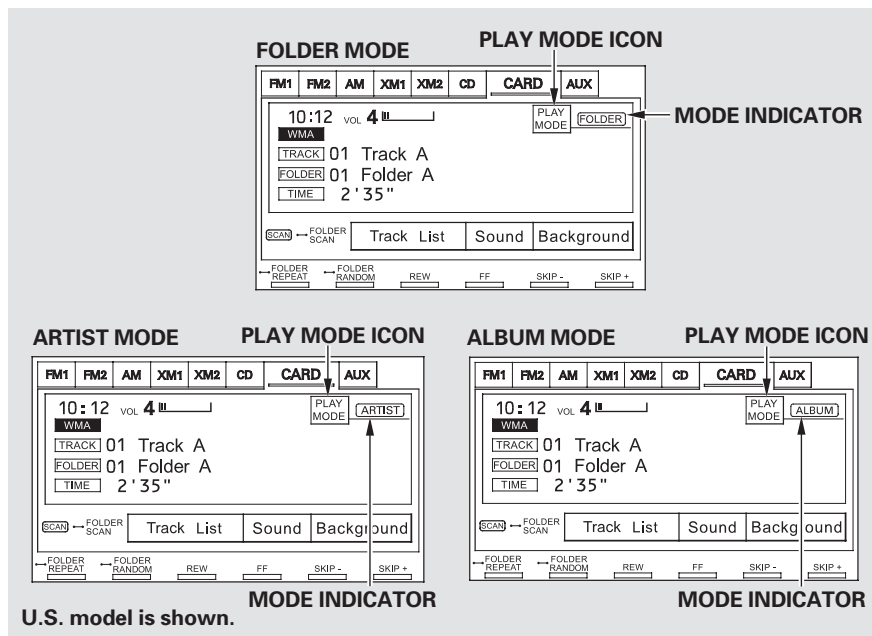 FOLDER MODE
PLAY MODE ICON
FM1 FM2 AM XM1 XM2 CD CARD AUX
10:12 VOL 4
PLAY MODE
FOLDER
MODE INDICATOR
WMA
TRACK 01 Track A
FOLDER 01 Folder A
TIME 2'35"
SCAN FOLDER SCAN Track List Sound Background
FOLDER REPEAT FOLDER RANDOM REW FF SKIP - SKIP +
ARTIST MODE
PLAY MODE ICON
FM1 FM2 AM XM1 XM2 CD CARD AUX
10:12 VOL 4
PLAY MODE
ARTIST
WMA
TRACK 01 Track A
FOLDER 01 Folder A
TIME 2'35"
SCAN FOLDER SCAN Track List Sound Background
FOLDER REPEAT FOLDER RANDOM REW FF SKIP - SKIP +
MODE INDICATOR
ALBUM MODE
PLAY MODE ICON
FM1 FM2 AM XM1 XM2 CD CARD AUX
10:12 VOL 4
PLAY MODE
ALBUM
WMA
TRACK 01 Track A
FOLDER 01 Folder A
TIME 2'35"
SCAN FOLDER SCAN Track List Sound Background
FOLDER REPEAT FOLDER RANDOM REW FF SKIP - SKIP +
MODE INDICATOR
U.S. model is shown.